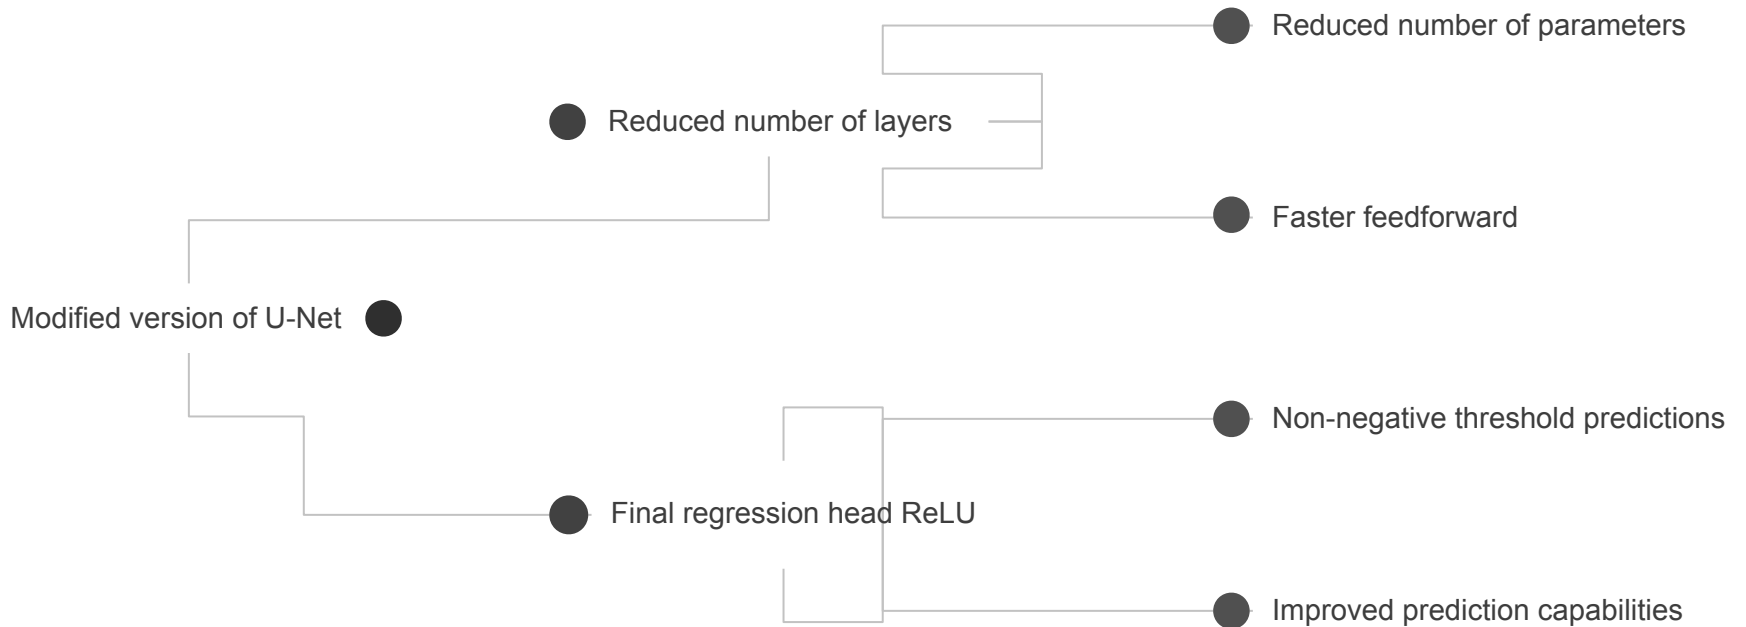 Reduced number of parameters
Reduced number of layers
Faster feedforward
Modified version of U-Net
Non-negative threshold predictions
Final regression head ReLU
Improved prediction capabilities